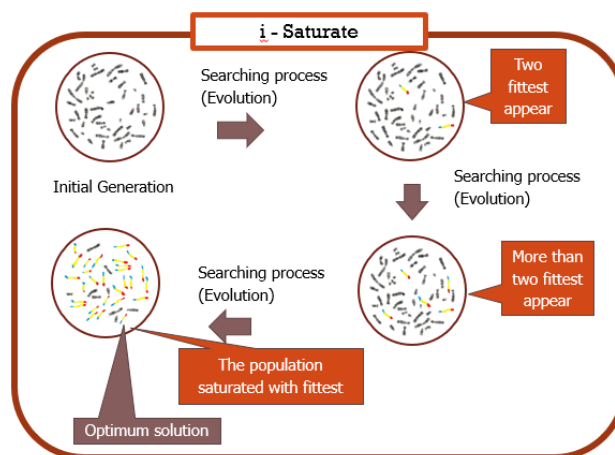 i - Saturate
Searching process
(Evolution)
Two
fittest
appear
Initial Generation
Searching process
(Evolution)
More than
two fittest
appear
Searching process
(Evolution)
The population
saturated with fittest
Optimum solution